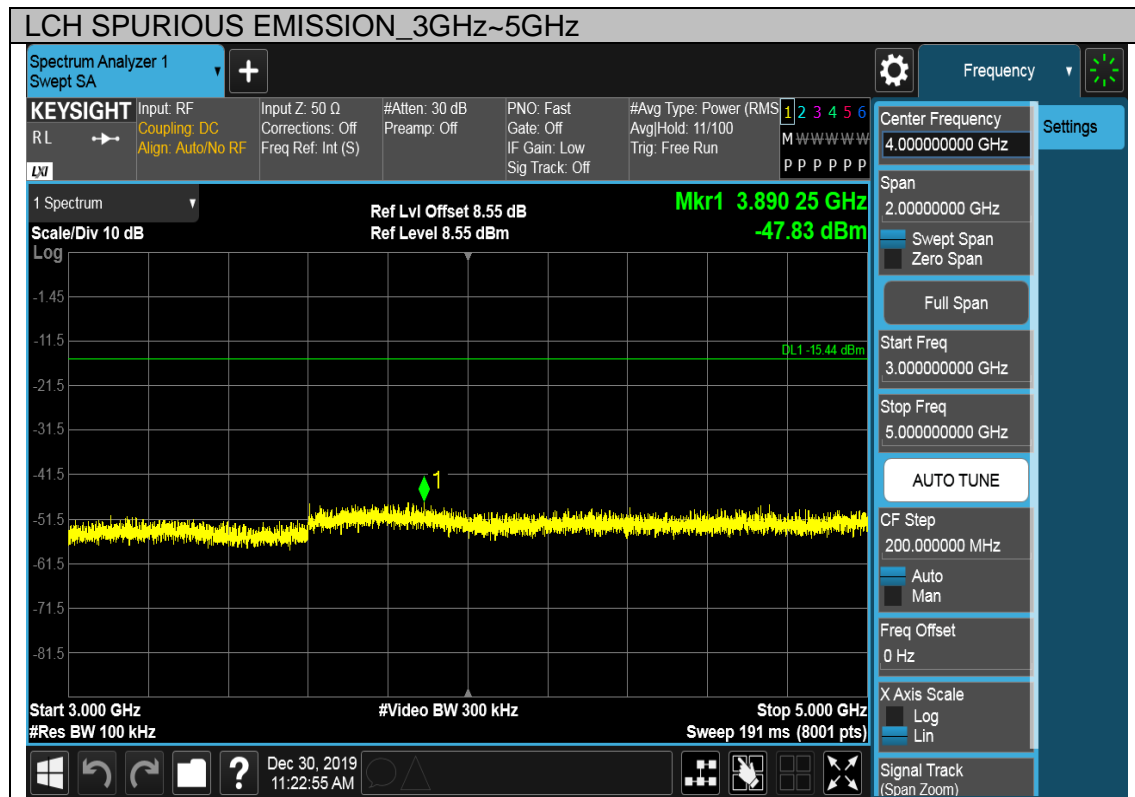 LCH SPURIOUS EMISSION_3GHz~5GHz
Spectrum Analyzer 1
Swept SA
+
Frequency
KEYSIGHT
RL
LXI
Input: RF
Coupling: DC
Align: Auto/No RF
Input Z: 50 Ω
Corrections: Off
Freq Ref: Int (S)
#Atten: 30 dB
Preamp: Off
PNO: Fast
Gate: Off
IF Gain: Low
Sig Track: Off
#Avg Type: Power (RMS
Avg|Hold: 11/100
Trig: Free Run
1 2 3 4 5 6
M W W W W W
P P P P P P
1 Spectrum
Scale/Div 10 dB
Ref Lvl Offset 8.55 dB
Ref Level 8.55 dBm
Mkr1 3.890 25 GHz
-47.83 dBm
Log
-1.45
-11.5
DL1 -15.44 dBm
-21.5
-31.5
-41.5
1
-51.5
-61.5
-71.5
-81.5
Start 3.000 GHz
#Video BW 300 kHz
Stop 5.000 GHz
#Res BW 100 kHz
Sweep 191 ms (8001 pts)
?
Dec 30, 2019
11:22:55 AM
Center Frequency
4.000000000 GHz
Settings
Span
2.00000000 GHz
Swept Span
Zero Span
Full Span
Start Freq
3.000000000 GHz
Stop Freq
5.000000000 GHz
AUTO TUNE
CF Step
200.000000 MHz
Auto
Man
Freq Offset
0 Hz
X Axis Scale
Log
Lin
Signal Track
(Span Zoom)